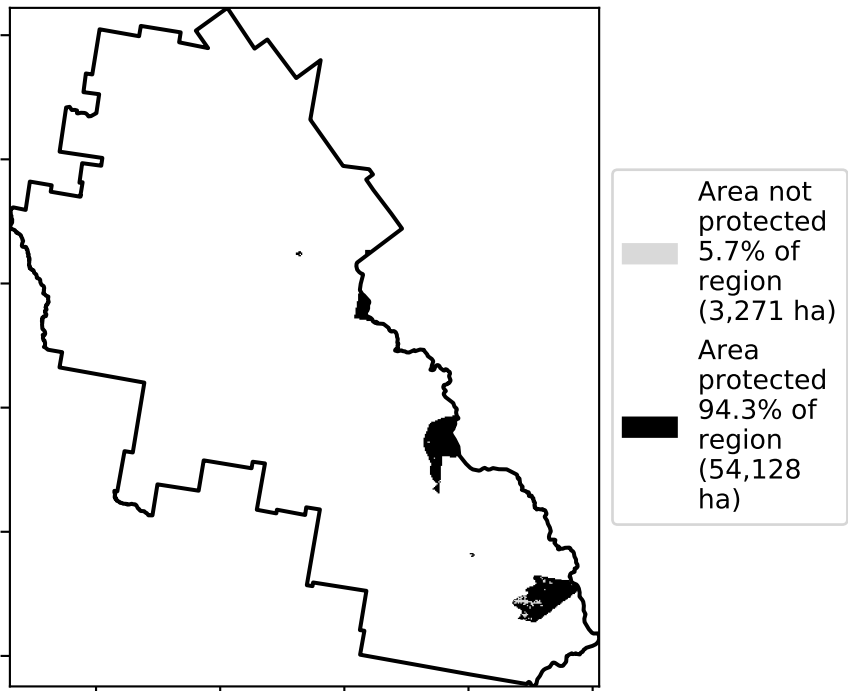 Area not
protected
5.7% of
region
(3,271 ha)
Area
protected
94.3% of
region
(54,128
ha)